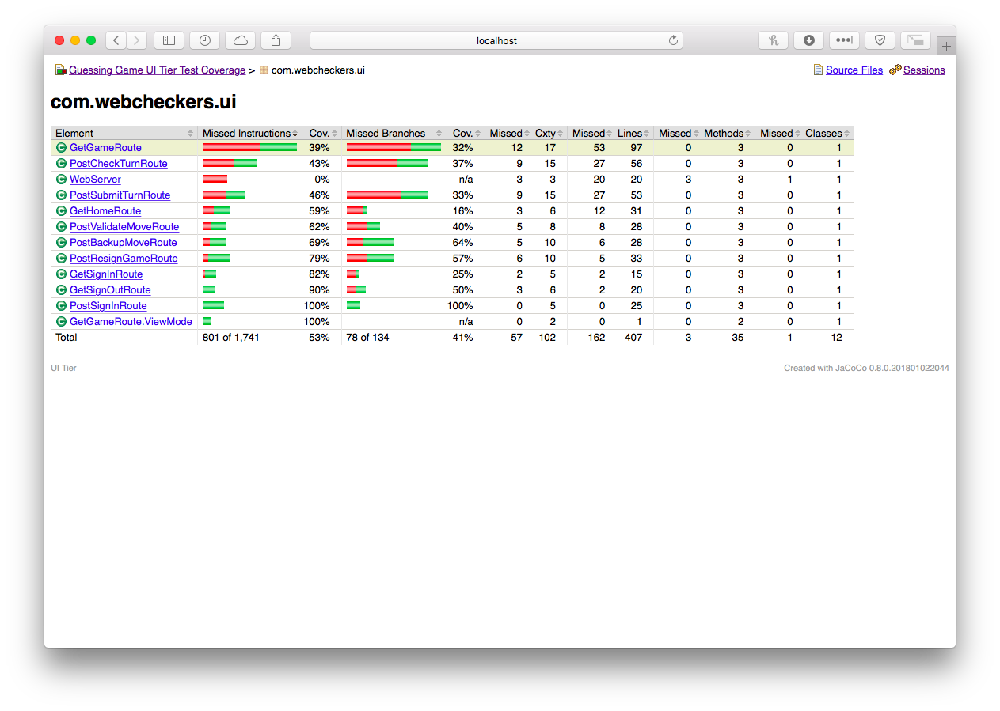 localhost
Guessing Game UI Tier Test Coverage > com.webcheckers.ui Source Files Sessions
com.webcheckers.ui
Element Missed Instructions Cov. Missed Branches Cov. Missed Cxty Missed Lines Missed Methods Missed Classes
GetGameRoute 39% 32% 12 17 53 97 0 3 0 1
PostCheckTurnRoute 43% 37% 9 15 27 56 0 3 0 1
WebServer 0% n/a 3 3 20 20 3 3 1 1
PostSubmitTurnRoute 46% 33% 9 15 27 53 0 3 0 1
GetHomeRoute 59% 16% 3 6 12 31 0 3 0 1
PostValidateMoveRoute 62% 40% 5 8 8 28 0 3 0 1
PostBackupMoveRoute 69% 64% 5 10 6 28 0 3 0 1
PostResignGameRoute 79% 57% 6 10 5 33 0 3 0 1
GetSignInRoute 82% 25% 2 5 2 15 0 3 0 1
GetSignOutRoute 90% 50% 3 6 2 20 0 3 0 1
PostSignInRoute 100% 100% 0 5 0 25 0 3 0 1
GetGameRoute.ViewMode 100% n/a 0 2 0 1 0 2 0 1
Total 801 of 1,741 53% 78 of 134 41% 57 102 162 407 3 35 1 12
UI Tier Created with JaCoCo 0.8.0.201801022044